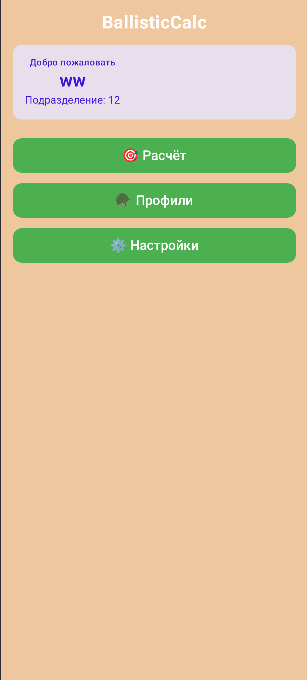 BallisticCalc
Добро пожаловать
ww
Подразделение: 12
🎯 Расчёт
🪖 Профили
⚙️ Настройки